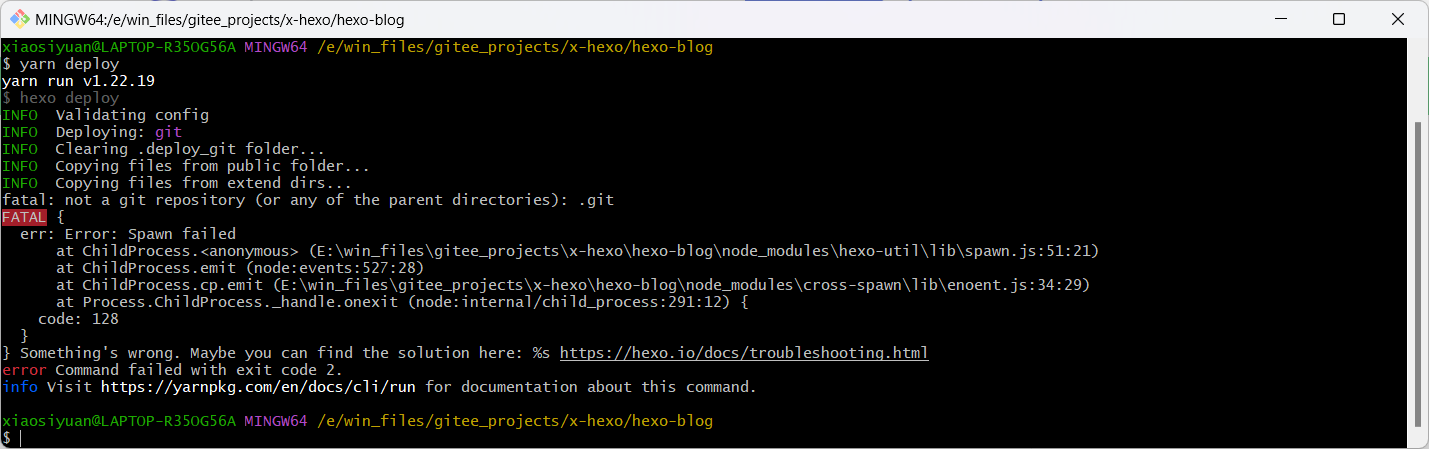 MINGW64:/e/win_files/gitee_projects/x-hexo/hexo-blog
xiaosiyuan@LAPTOP-R35OG56A MINGW64 /e/win_files/gitee_projects/x-hexo/hexo-blog
$ yarn deploy
yarn run v1.22.19
$ hexo deploy
INFO  Validating config
INFO  Deploying: git
INFO  Clearing .deploy_git folder...
INFO  Copying files from public folder...
INFO  Copying files from extend dirs...
fatal: not a git repository (or any of the parent directories): .git
FATAL {
  err: Error: Spawn failed
      at ChildProcess.<anonymous> (E:\win_files\gitee_projects\x-hexo\hexo-blog\node_modules\hexo-util\lib\spawn.js:51:21)
      at ChildProcess.emit (node:events:527:28)
      at ChildProcess.cp.emit (E:\win_files\gitee_projects\x-hexo\hexo-blog\node_modules\cross-spawn\lib\enoent.js:34:29)
      at Process.ChildProcess._handle.onexit (node:internal/child_process:291:12) {
    code: 128
  }
} Something's wrong. Maybe you can find the solution here: %s https://hexo.io/docs/troubleshooting.html
error Command failed with exit code 2.
info Visit https://yarnpkg.com/en/docs/cli/run for documentation about this command.
xiaosiyuan@LAPTOP-R35OG56A MINGW64 /e/win_files/gitee_projects/x-hexo/hexo-blog
$